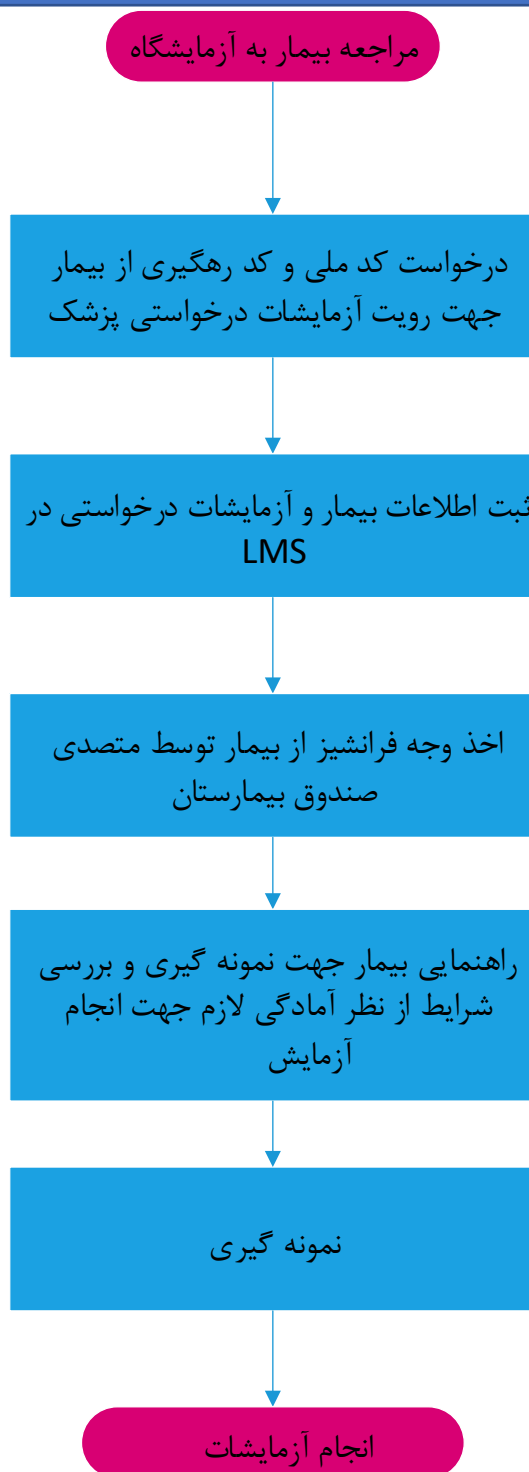 مراجعه بیمار به آزمایشگاه
درخواست کد ملی و کد رهگیری از بیمار
جهت رویت آزمایشات درخواستی پزشک
ثبت اطلاعات بیمار و آزمایشات درخواستی در
LMS
اخذ وجه فرانشیز از بیمار توسط متصدی
صندوق بیمارستان
راهنمایی بیمار جهت نمونه گیری و بررسی
شرایط از نظر آمادگی لازم جهت انجام
آزمایش
نمونه گیری
انجام آزمایشات